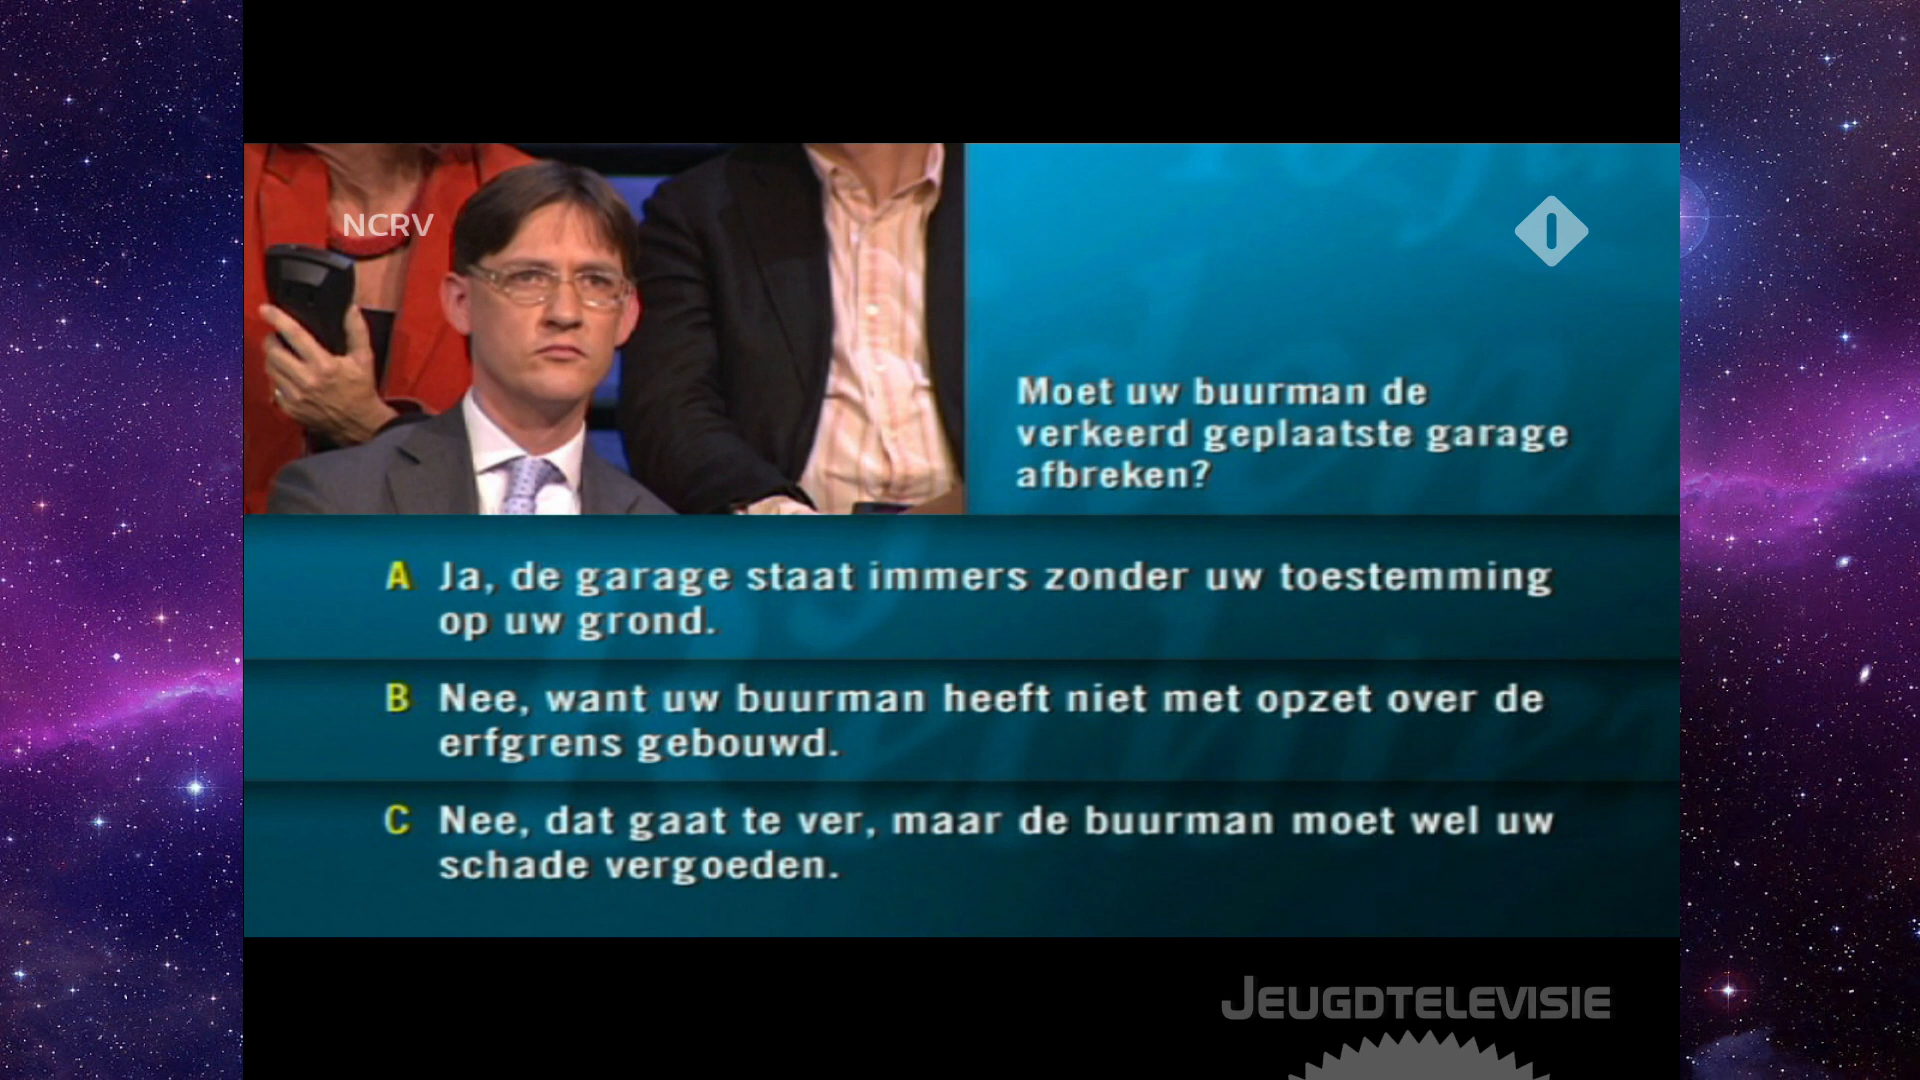 NCRV
Moet uw buurman de
verkeerd geplaatste garage
afbreken?
A Ja, de garage staat immers zonder uw toestemming
op uw grond.
B Nee, want uw buurman heeft niet met opzet over de
erfgrens gebouwd.
C Nee, dat gaat te ver, maar de buurman moet wel uw
schade vergoeden.
JEUGDTELEVISIE